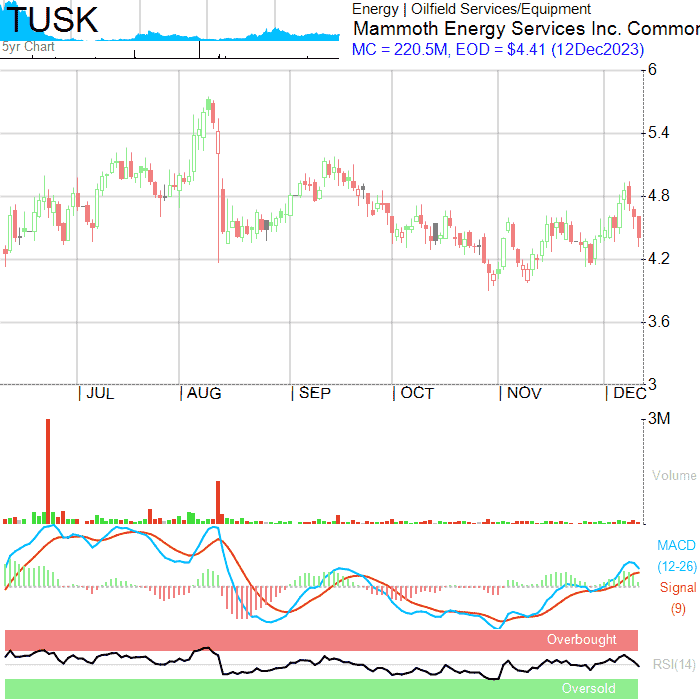 TUSK
5yr Chart
Energy | Oilfield Services/Equipment
Mammoth Energy Services Inc. Common
MC = 220.5M, EOD = $4.41 (12Dec2023)
6
5.4
4.8
4.2
3.6
3
| JUL | AUG | SEP | OCT | NOV | DEC
3M
Volume
MACD
(12-26)
Signal
(9)
Overbought
RSI(14)
Oversold